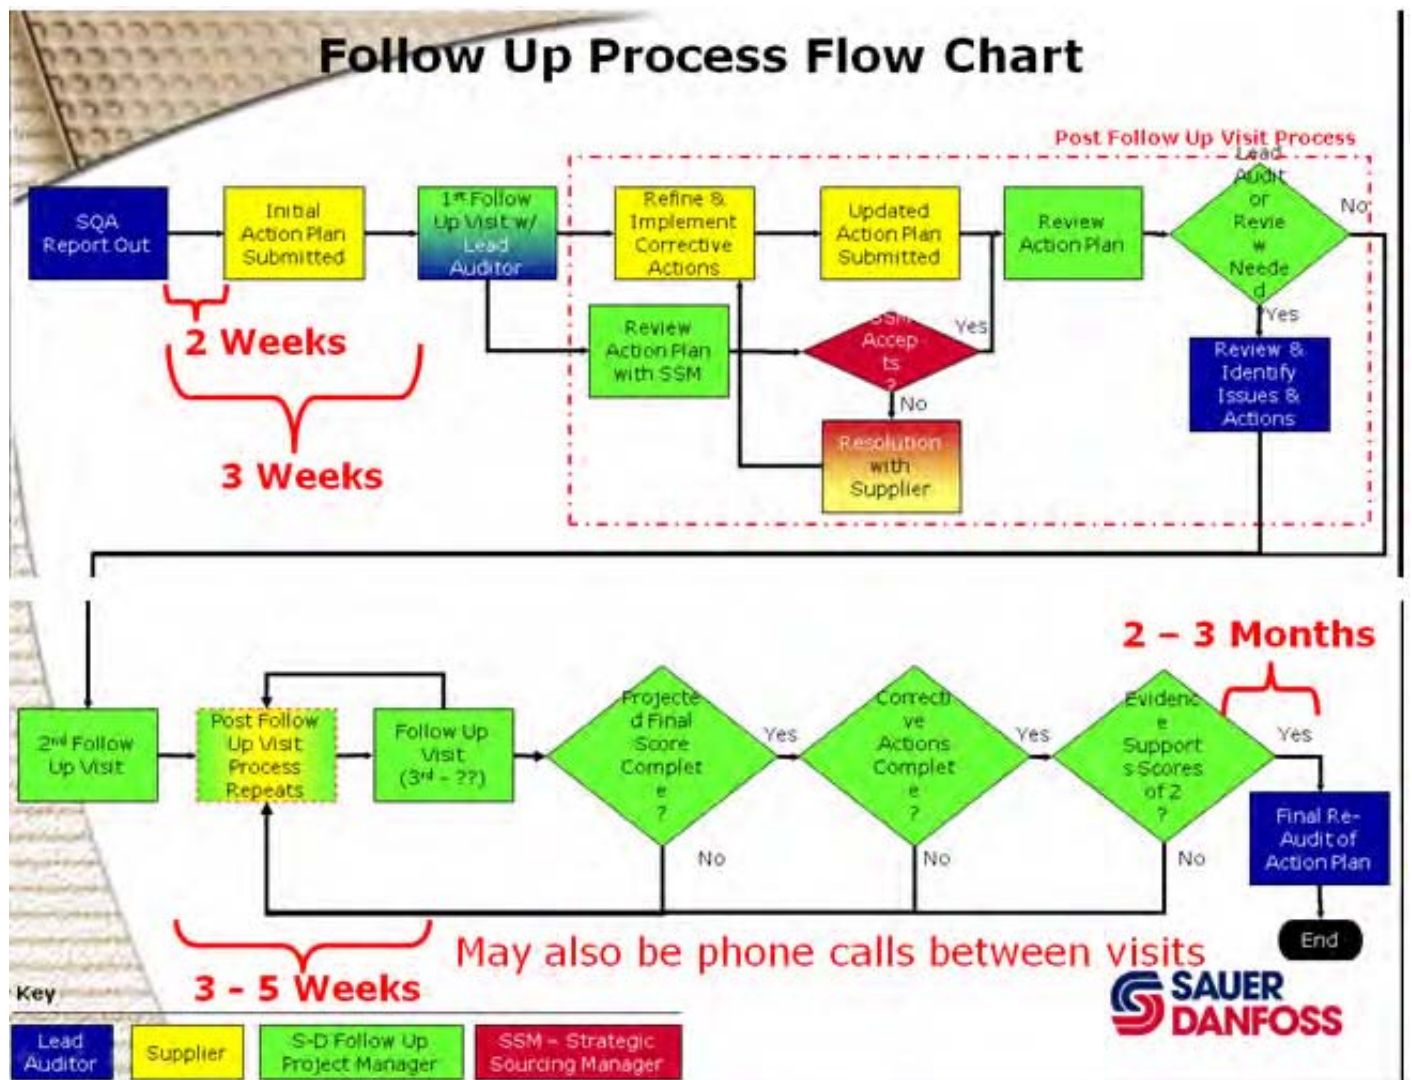 Follow Up Process Flow Chart
Post Follow Up Visit Process
SQA
Report Out
Initial
Action Plan
Submitted
1st Follow
Up Visit w/
Lead
Auditor
Refine &
Implement
Corrective
Actions
Updated
Action Plan
Submitted
Review
Action Plan
Lead
Audit
or
Revie
w
Neede
d
No
Yes
2 Weeks
3 Weeks
Review
Action Plan
with SSM
SSM
Accep-
ts
?
Yes
No
Resolution
with
Supplier
Review &
Identify
Issues &
Actions
2 – 3 Months
2nd Follow
Up Visit
Post Follow
Up Visit
Process
Repeats
Follow Up
Visit
(3rd – ??)
Projecte
d Final
Score
Complet
e
?
Yes
No
Correcti
ve
Actions
Complet
e
?
Yes
No
Evidenc
e
Support
s Scores
of 2
?
Yes
No
Final Re-
Audit of
Action Plan
End
3 – 5 Weeks
May also be phone calls between visits
SAUER
DANFOSS
Key
Lead
Auditor
Supplier
S-D Follow Up
Project Manager
SSM – Strategic
Sourcing Manager